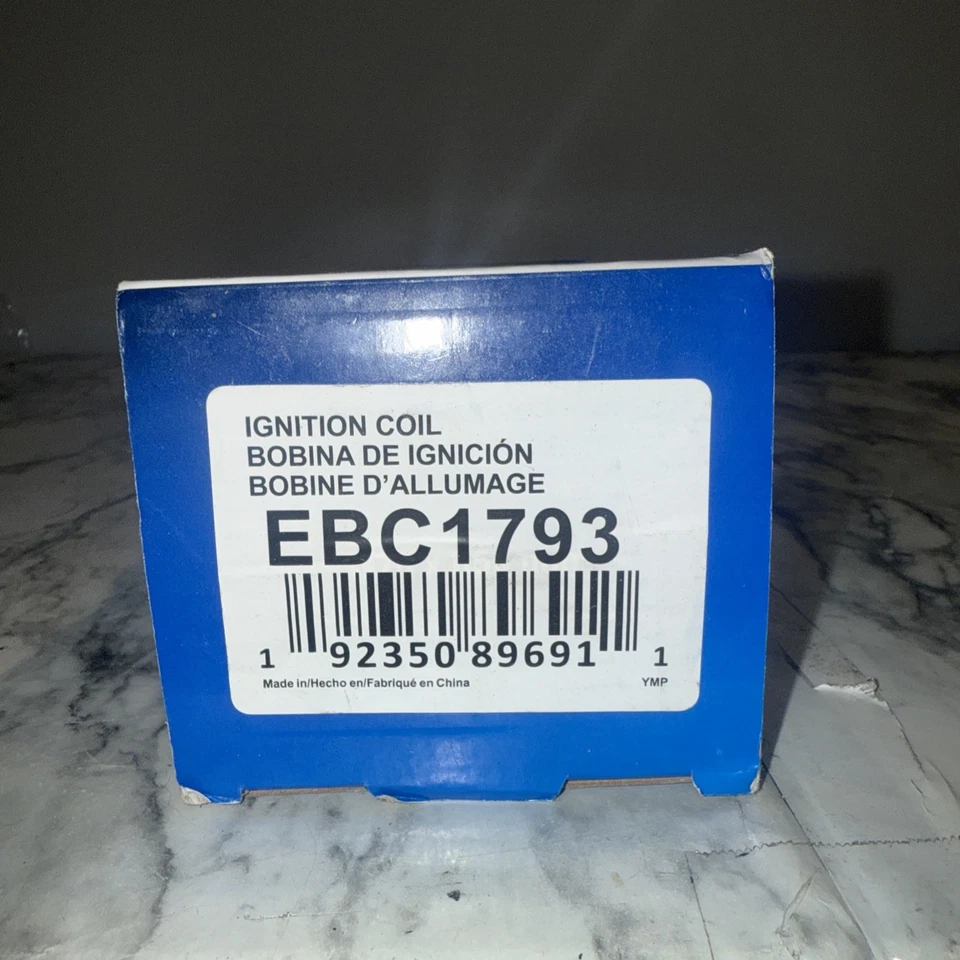 IGNITION COIL
BOBINA DE IGNICIÓN
BOBINE D'ALLUMAGE
EBC1793
1 92350 89691 1
Made in/Hecho en/Fabriqué en China YMP